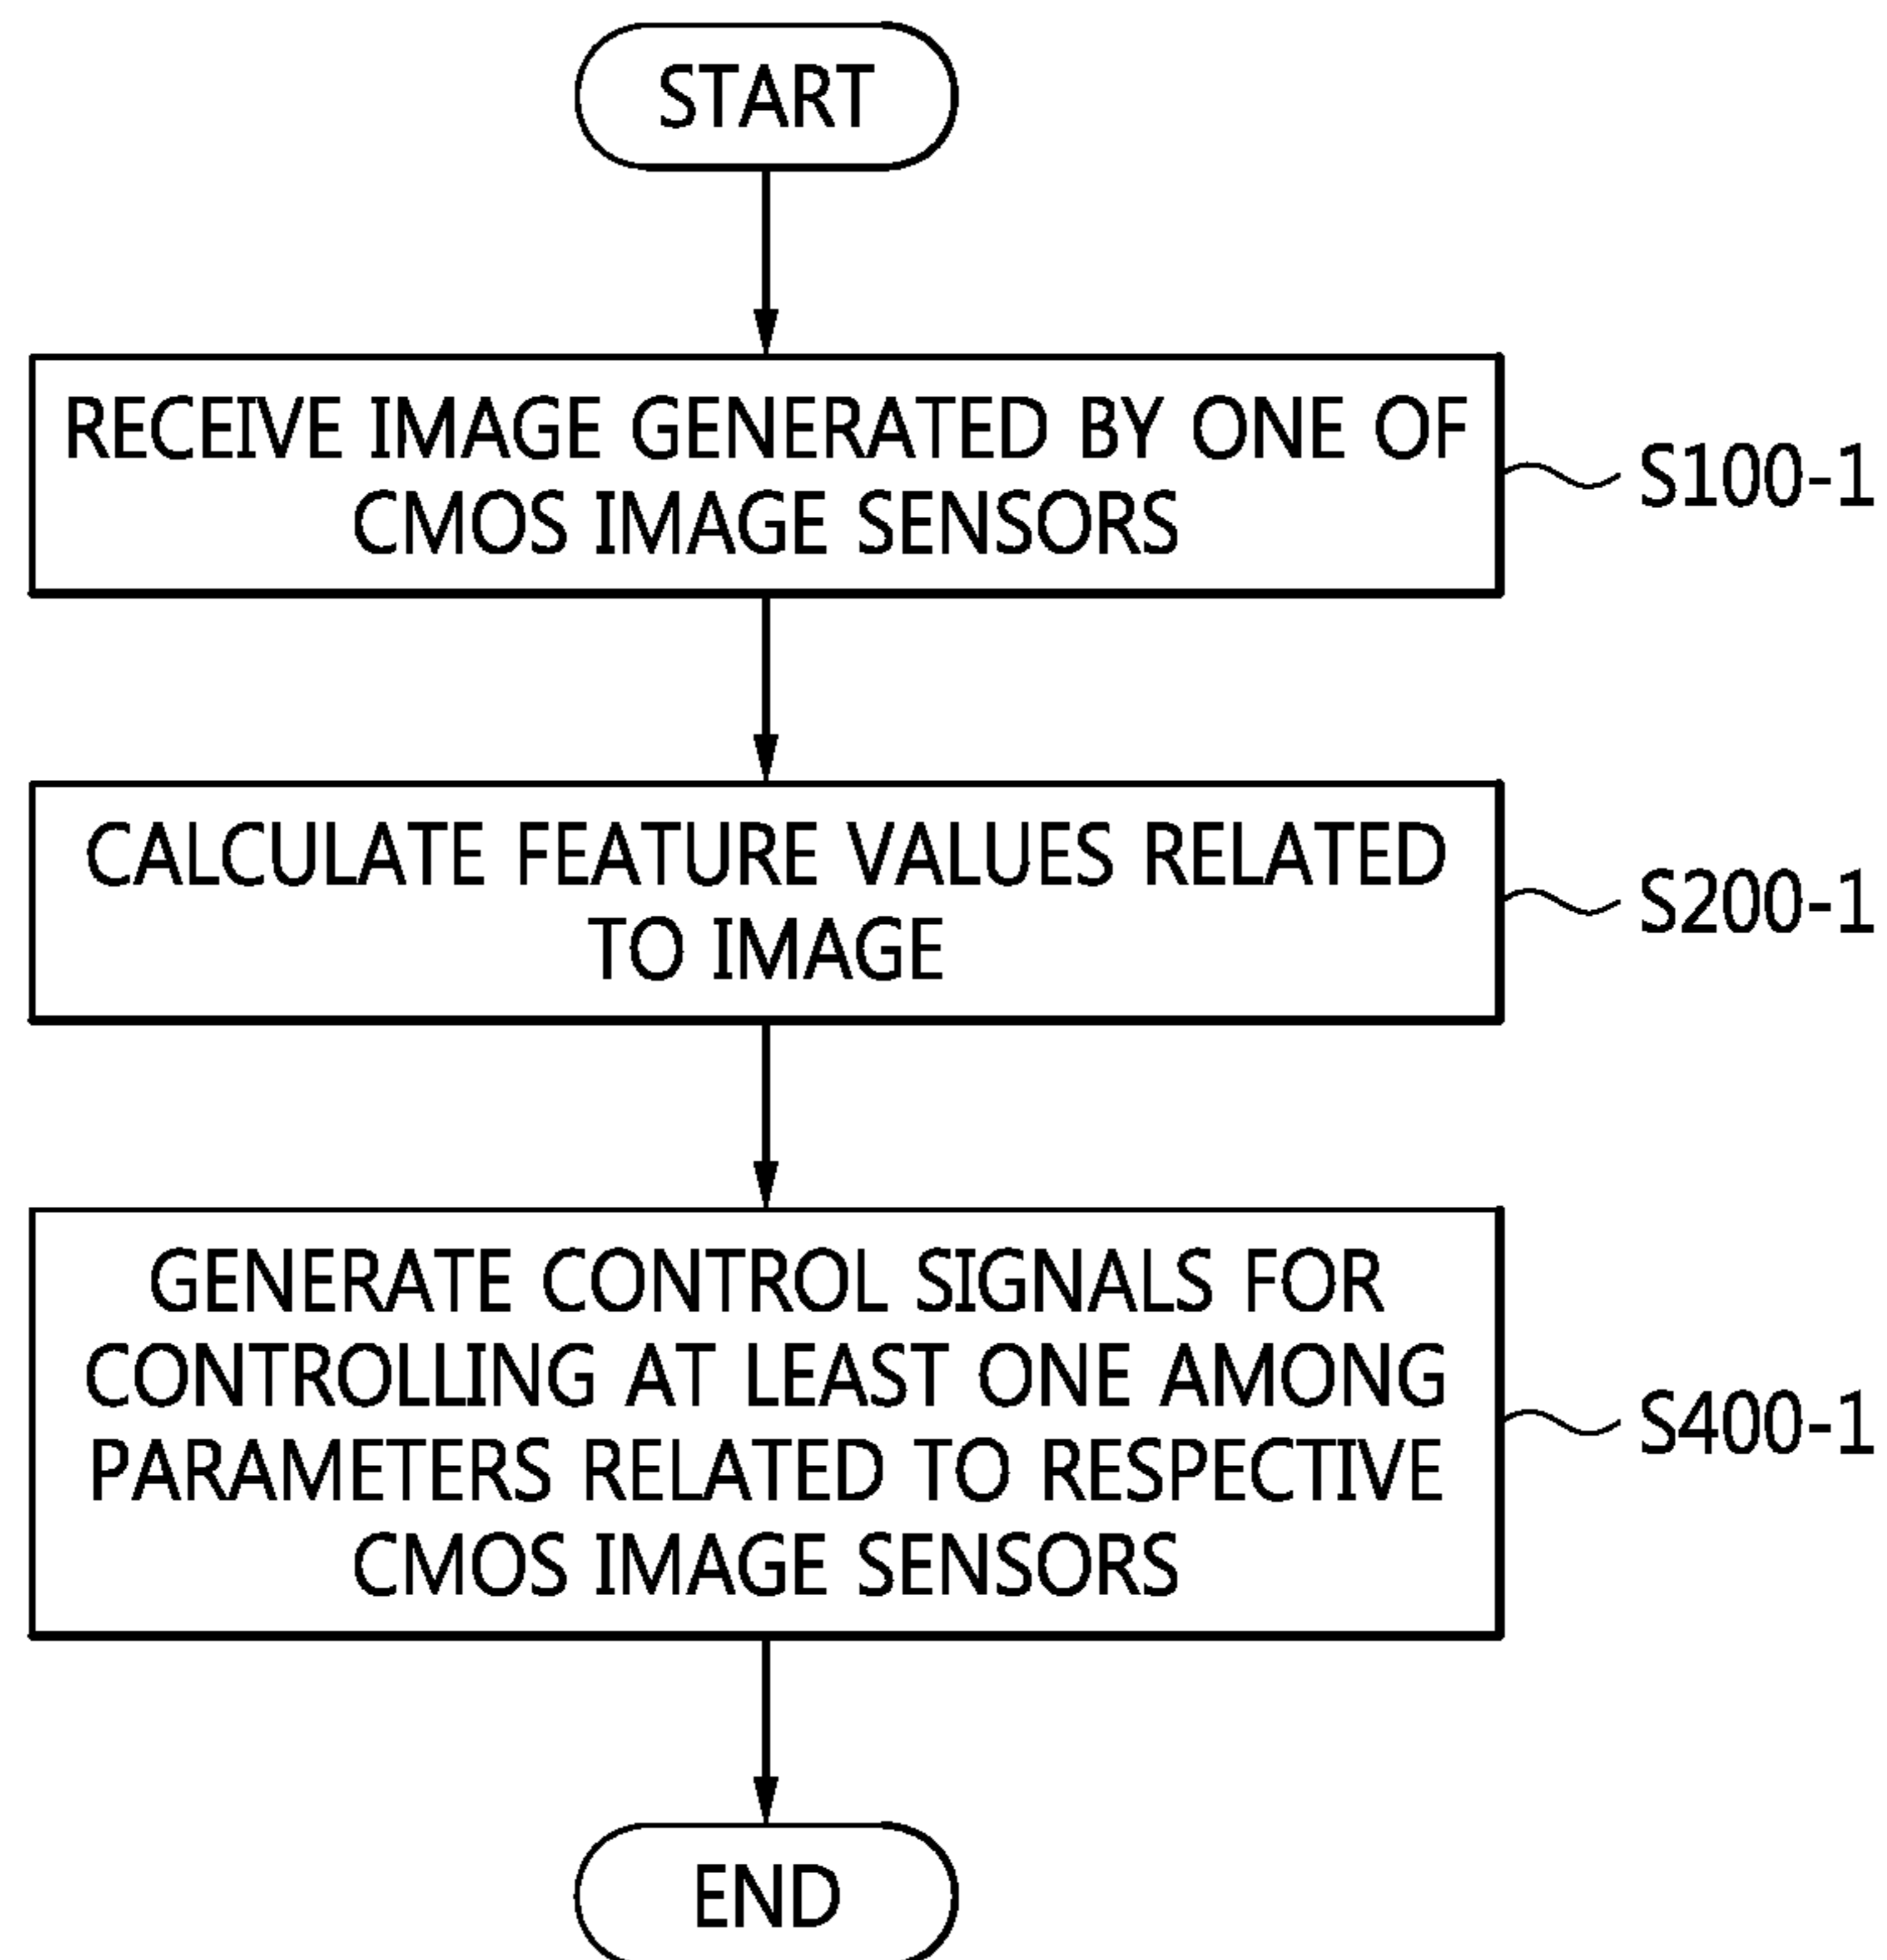 START
RECEIVE IMAGE GENERATED BY ONE OF
CMOS IMAGE SENSORS
S100-1
CALCULATE FEATURE VALUES RELATED
TO IMAGE
S200-1
GENERATE CONTROL SIGNALS FOR
CONTROLLING AT LEAST ONE AMONG
PARAMETERS RELATED TO RESPECTIVE
CMOS IMAGE SENSORS
S400-1
END